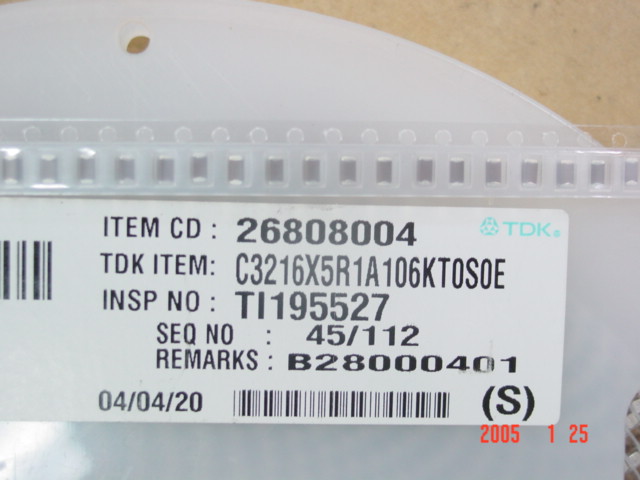 ITEM CD : 26808004
TDK
TDK ITEM: C3216X5R1A106KT0S0E
INSP NO : TI195527
SEQ NO : 45/112
REMARKS : B28000401
04/04/20
(S)
2005 1 25